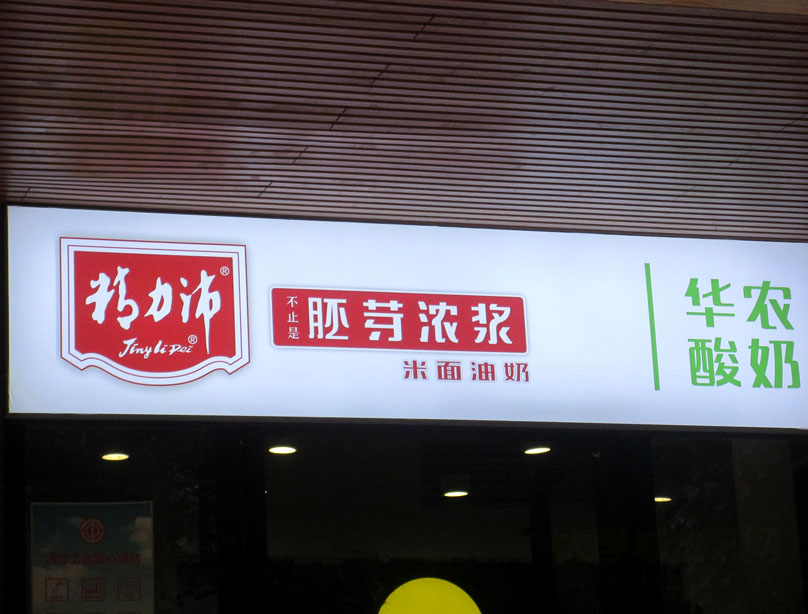 精力沛®
Jing li Pei®
不止是
胚芽浓浆
米面油奶
华农
酸奶